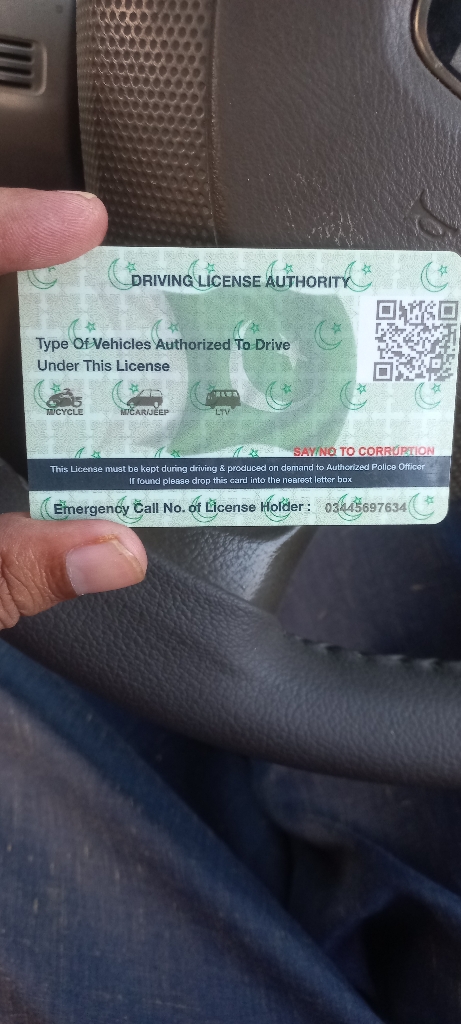 DRIVING LICENSE AUTHORITY
Type Of Vehicles Authorized To Drive
Under This License
M/CYCLE M/CAR/JEEP LTV
SAY NO TO CORRUPTION
This License must be kept during driving & produced on demand to Authorized Police Officer
If found please drop this card into the nearest letter box
Emergency Call No. of License Holder : 03445697634